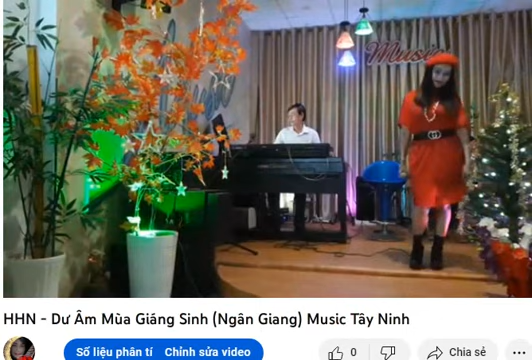 Music
HHN - Dư Âm Mùa Giáng Sinh (Ngân Giang) Music Tây Ninh
Số liệu phân tí Chỉnh sửa video 0 Chia sẻ